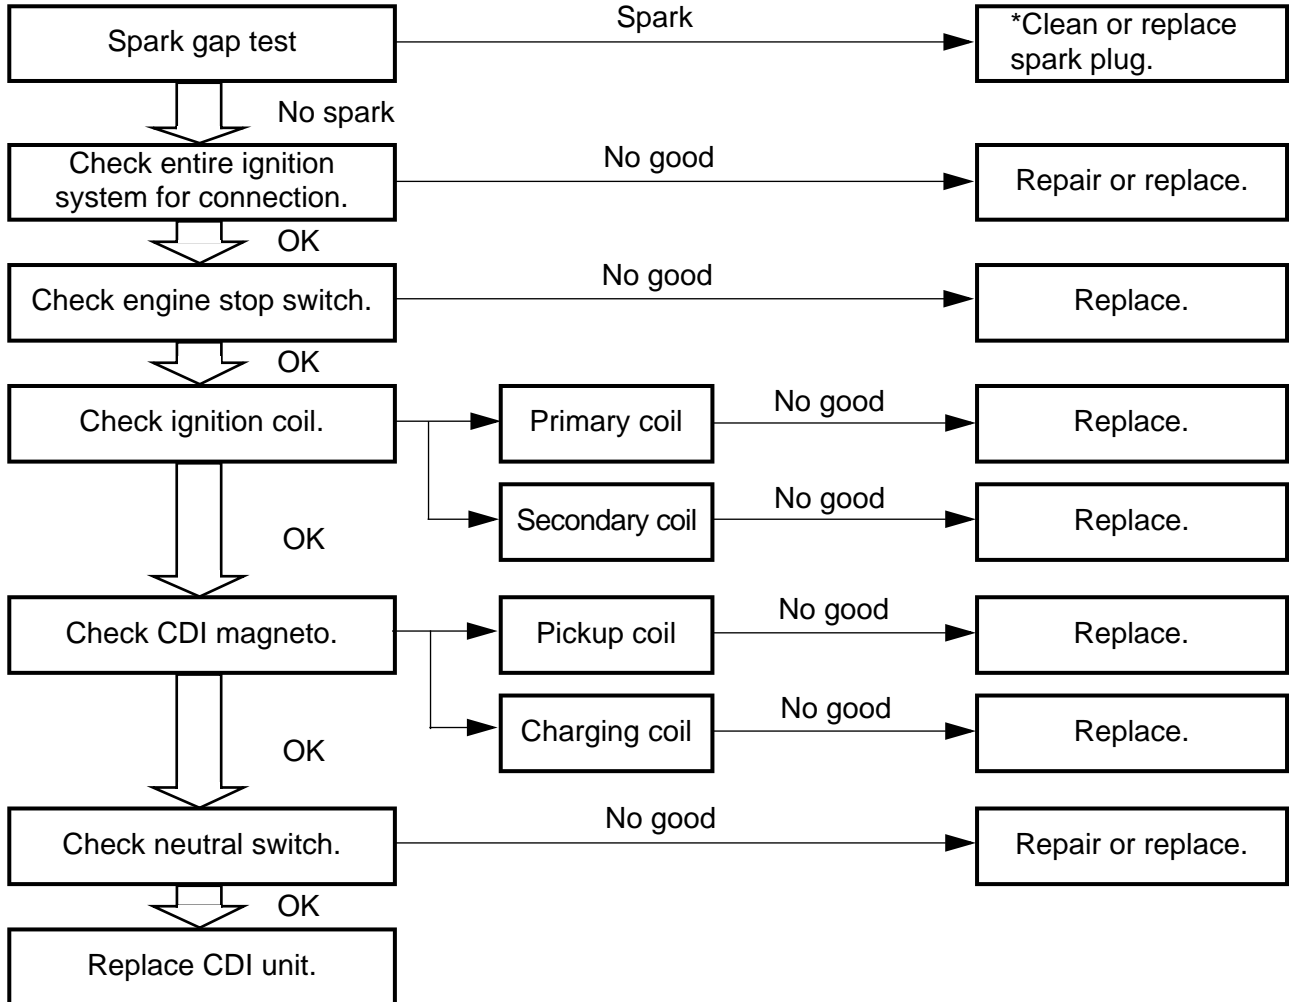 Spark gap test
Spark
*Clean or replace
spark plug.
No spark
Check entire ignition
system for connection.
No good
Repair or replace.
OK
Check engine stop switch.
No good
Replace.
OK
Check ignition coil.
Primary coil
No good
Replace.
Secondary coil
No good
Replace.
OK
Check CDI magneto.
Pickup coil
No good
Replace.
Charging coil
No good
Replace.
OK
Check neutral switch.
No good
Repair or replace.
OK
Replace CDI unit.